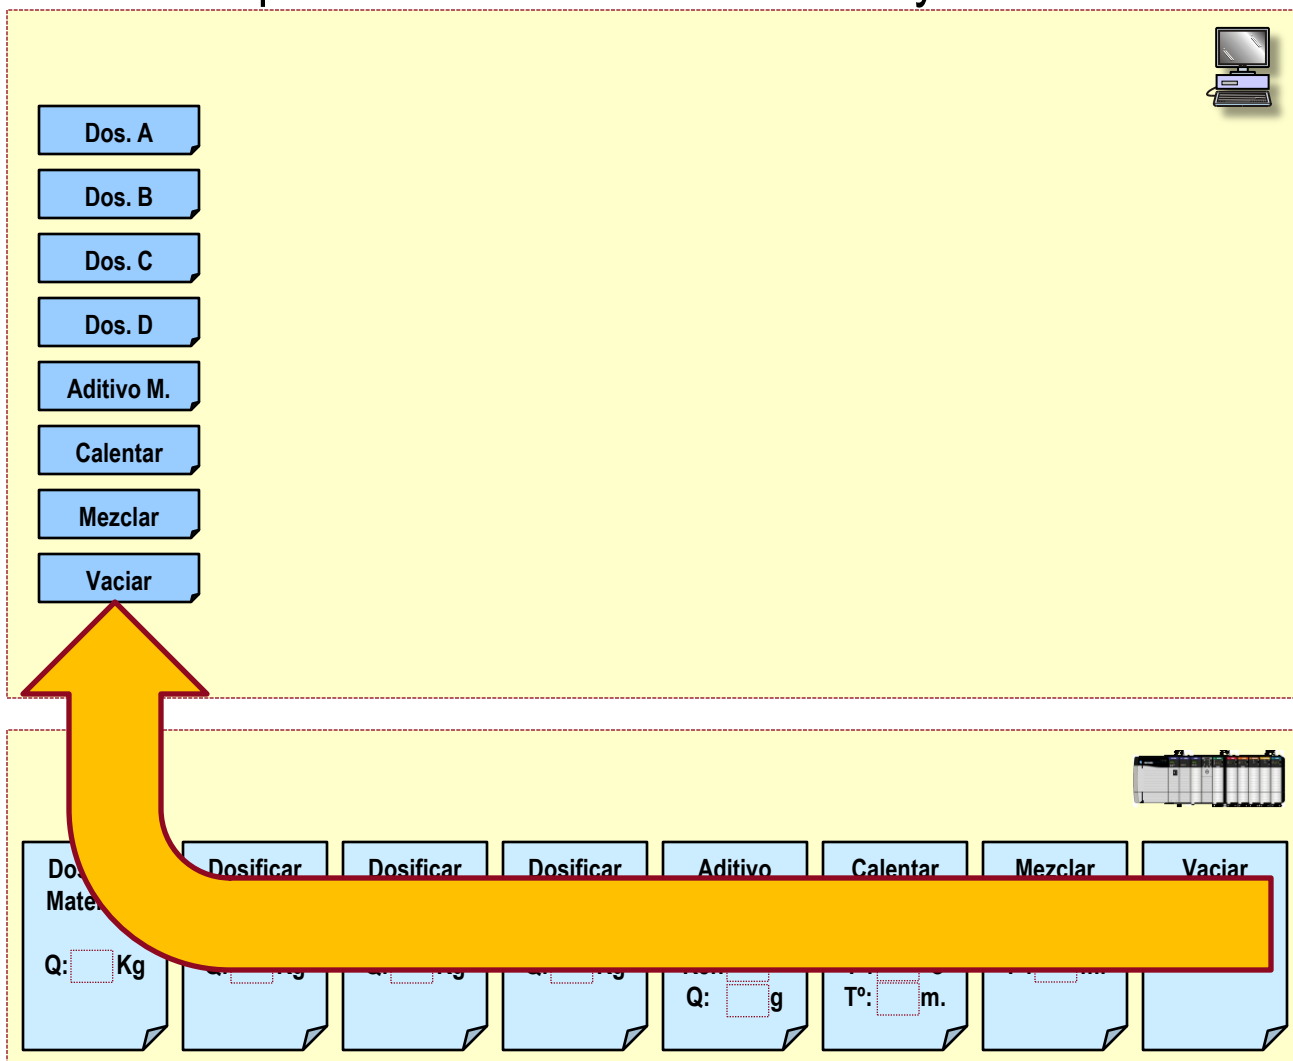 Dos. A
Dos. B
Dos. C
Dos. D
Aditivo M.
Calentar
Mezclar
Vaciar
Dosificar
Dosificar
Dosificar
Aditivo
Calentar
Mezclar
Vaciar
Q: Kg
Q: g
Tº: m.